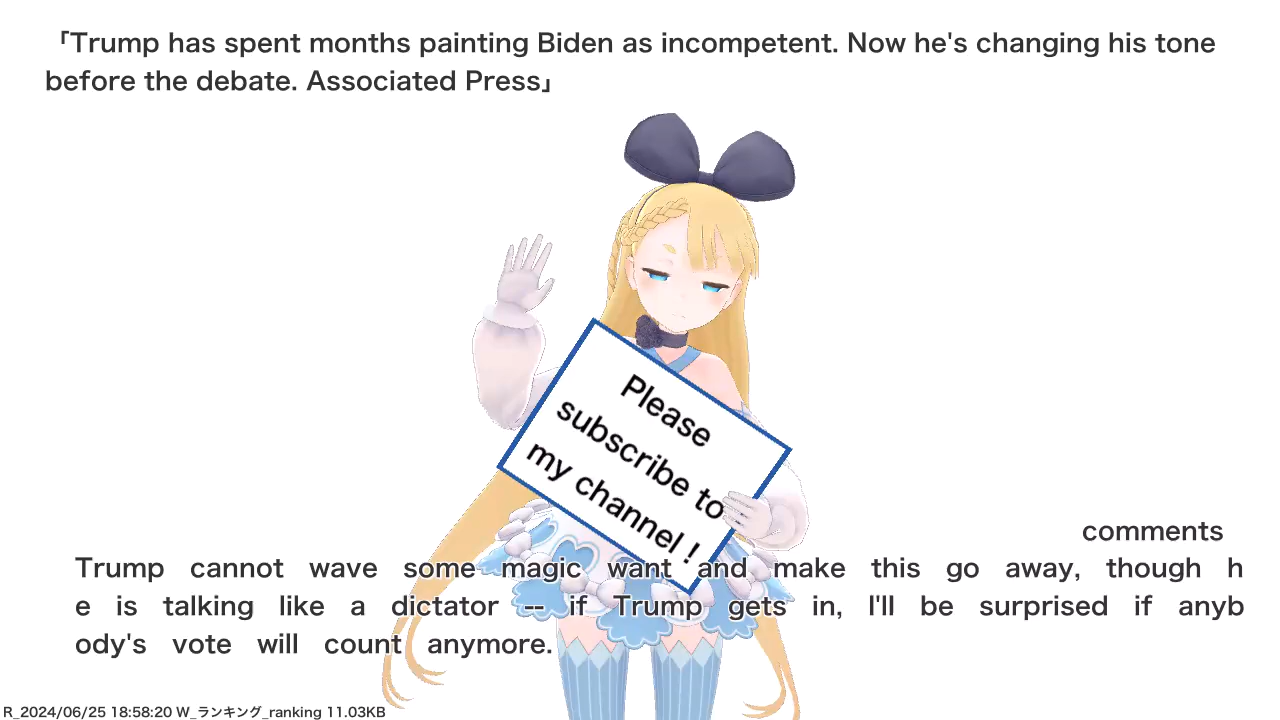 「Trump has spent months painting Biden as incompetent. Now he's changing his tone
before the debate. Associated Press」
Please
subscribe to
my channel !
comments
Trump cannot wave some magic want and make this go away, though h
e is talking like a dictator -- if Trump gets in, I'll be surprised if anyb
ody's vote will count anymore.
R_2024/06/25 18:58:20 W_ランキング_ranking 11.03KB